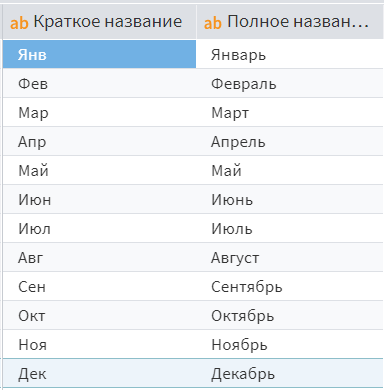 ab Краткое название ab Полное назван...
Янв Январь
Фев Февраль
Мар Март
Апр Апрель
Май Май
Июн Июнь
Июл Июль
Авг Август
Сен Сентябрь
Окт Октябрь
Ноя Ноябрь
Дек Декабрь